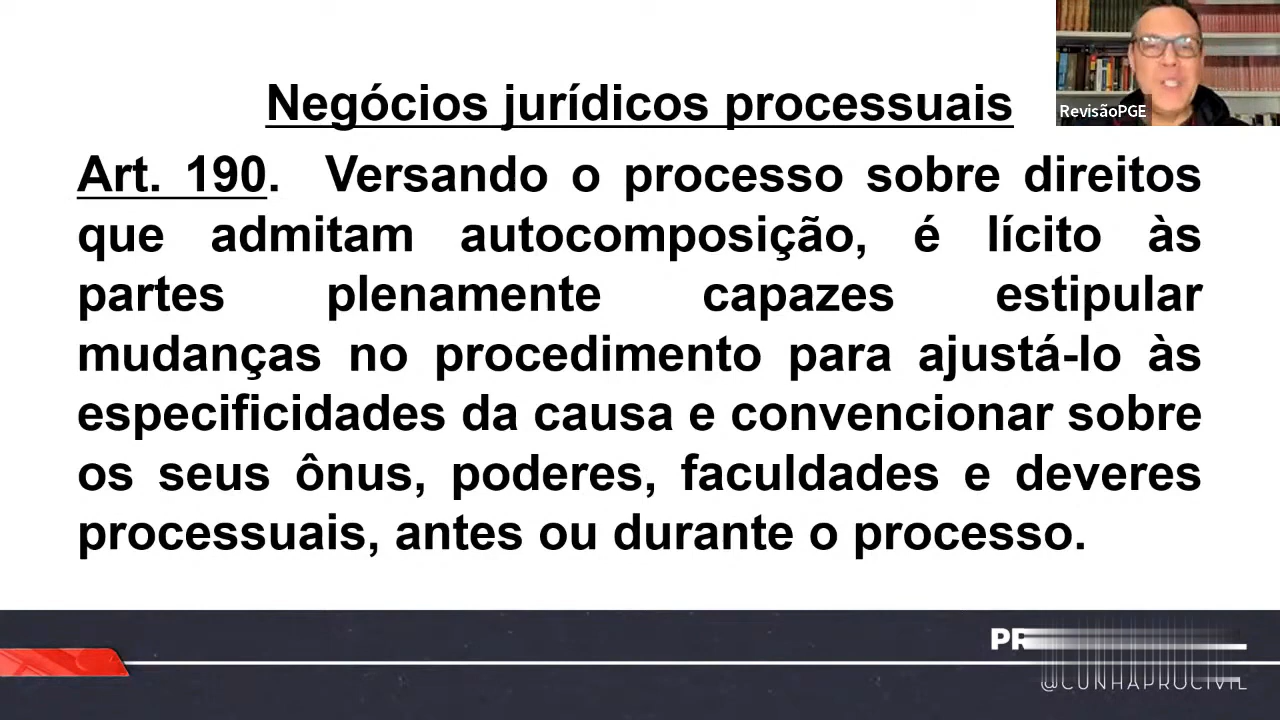 RevisãoPGE
Negócios jurídicos processuais
Art. 190. Versando o processo sobre direitos
que admitam autocomposição, é lícito às
partes plenamente capazes estipular
mudanças no procedimento para ajustá-lo às
especificidades da causa e convencionar sobre
os seus ônus, poderes, faculdades e deveres
processuais, antes ou durante o processo.
@CUNHAPROCIVIL